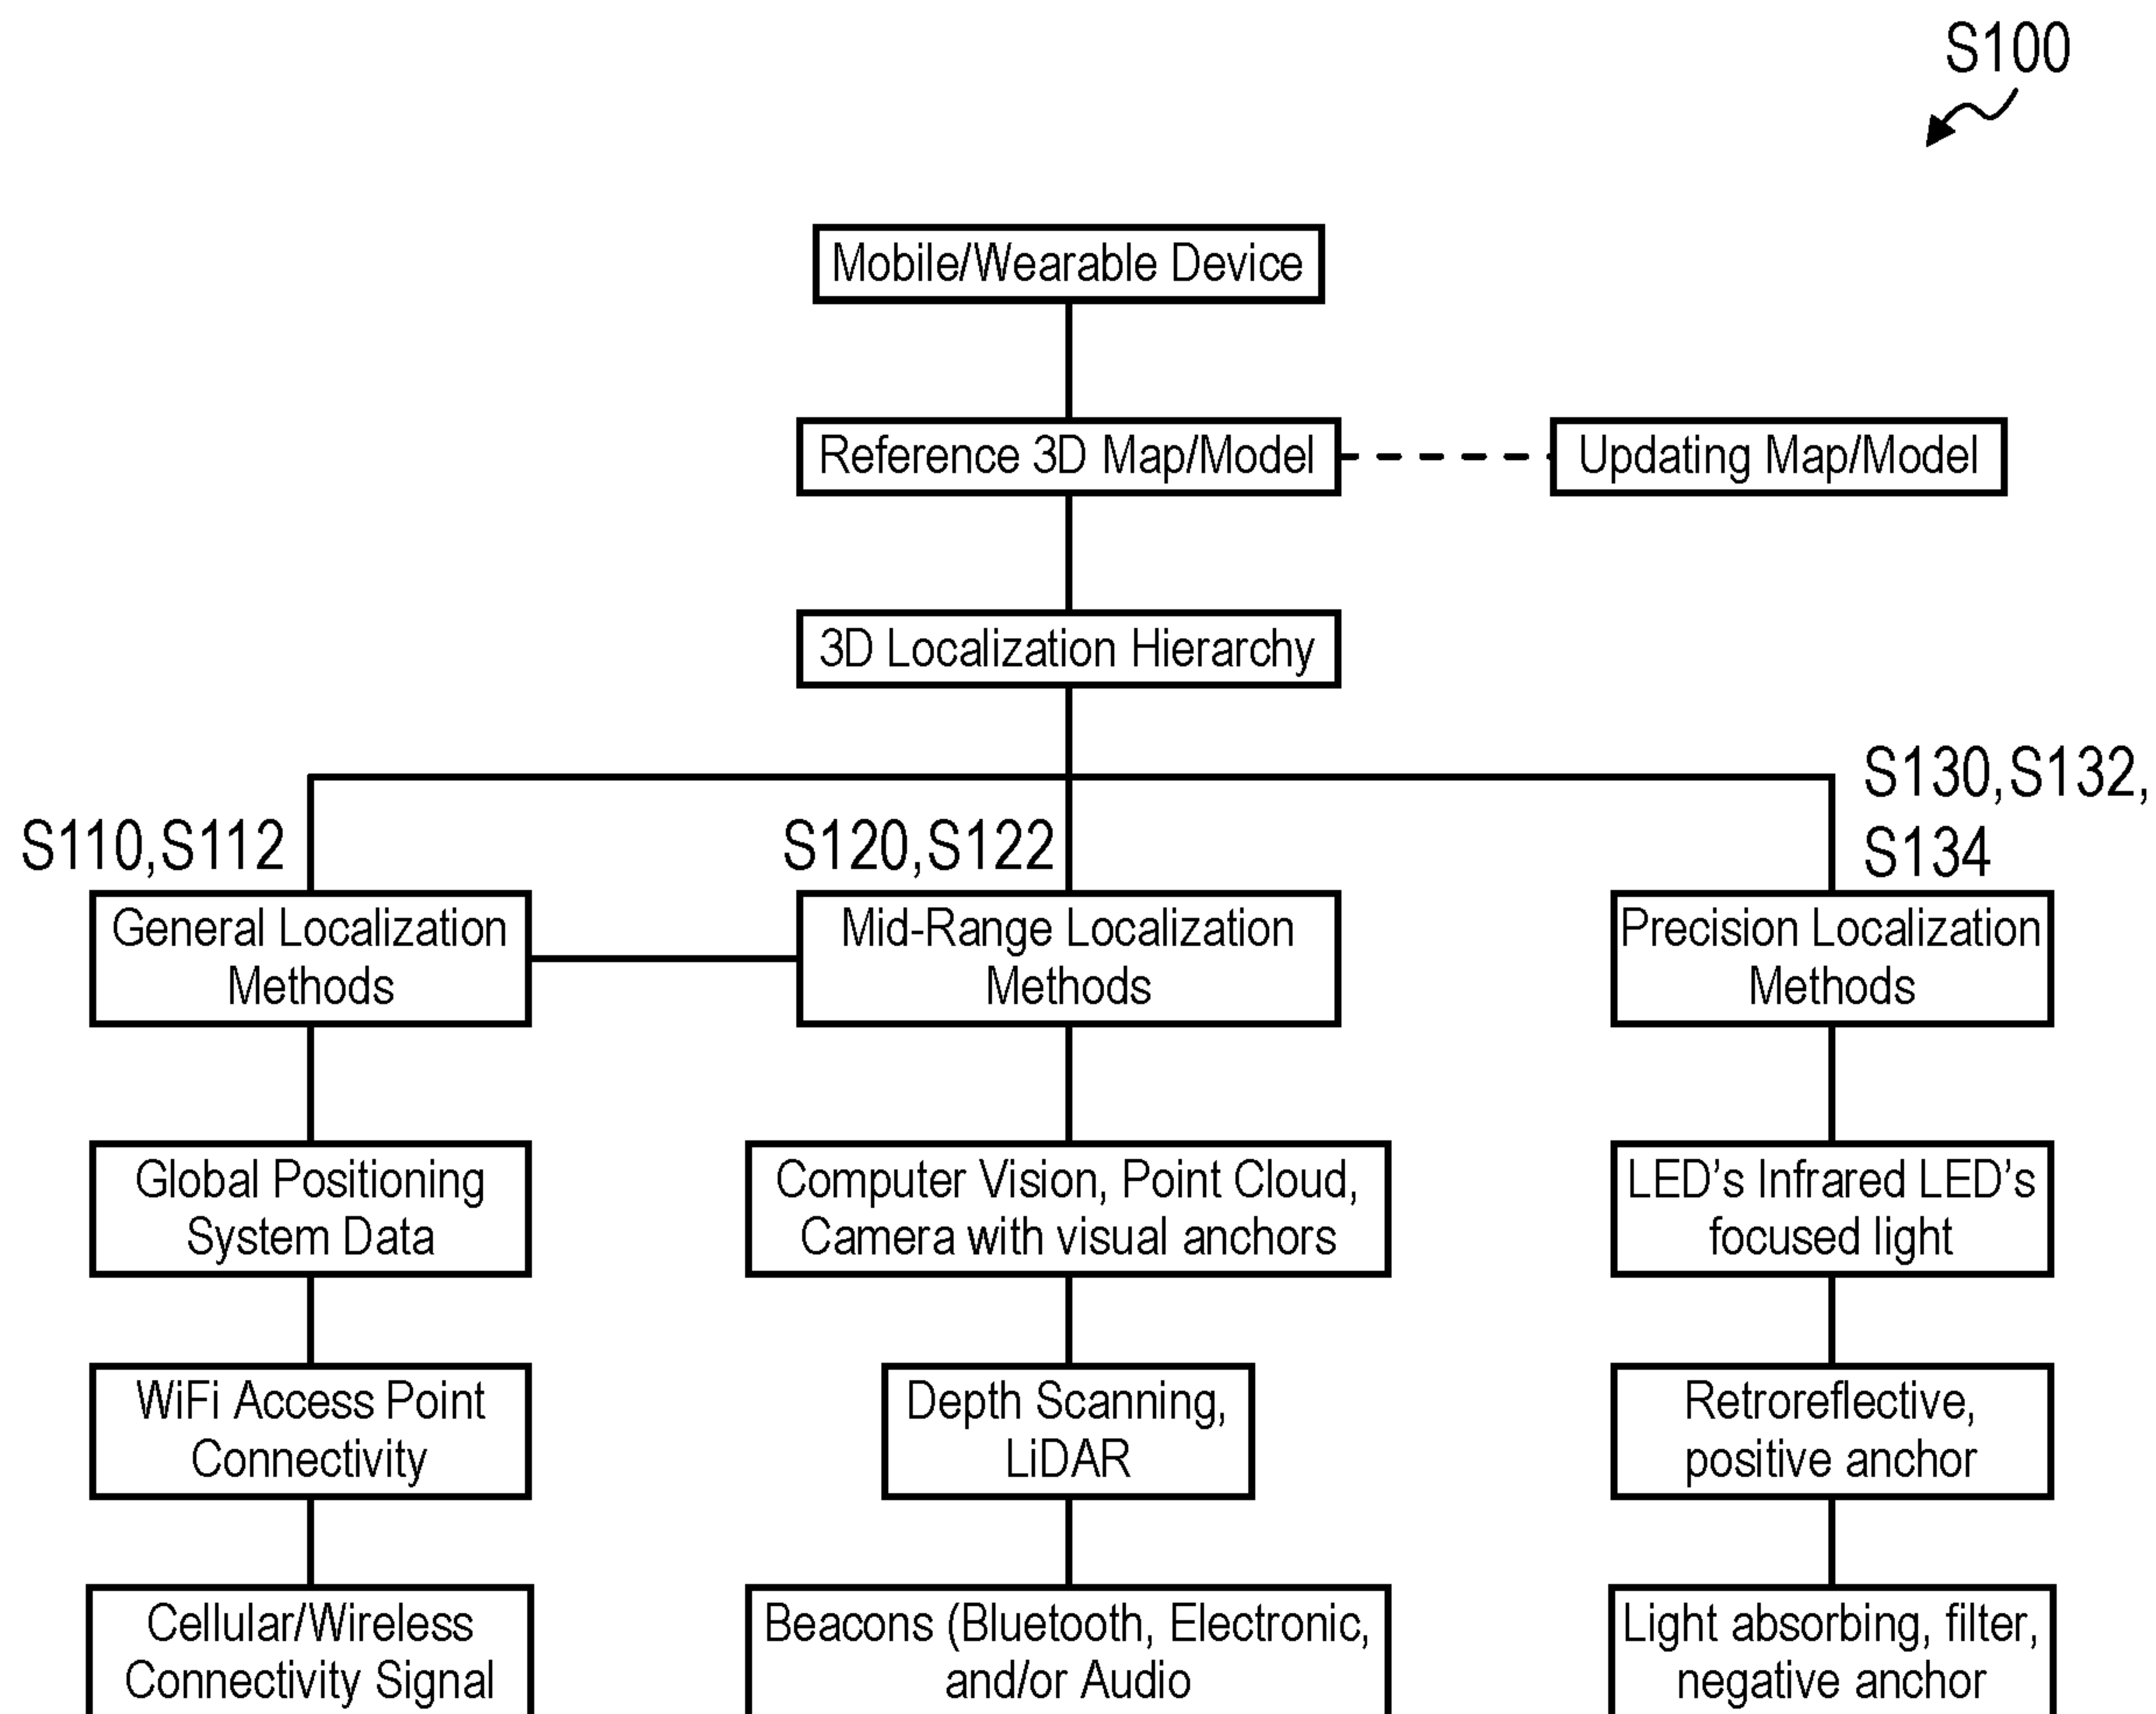 S100
Mobile/Wearable Device
Reference 3D Map/Model
Updating Map/Model
3D Localization Hierarchy
S110,S112
S120,S122
S130,S132,
S134
General Localization
Methods
Mid-Range Localization
Methods
Precision Localization
Methods
Global Positioning
System Data
Computer Vision, Point Cloud,
Camera with visual anchors
LED's Infrared LED's
focused light
WiFi Access Point
Connectivity
Depth Scanning,
LiDAR
Retroreflective,
positive anchor
Cellular/Wireless
Connectivity Signal
Beacons (Bluetooth, Electronic,
and/or Audio
Light absorbing, filter,
negative anchor